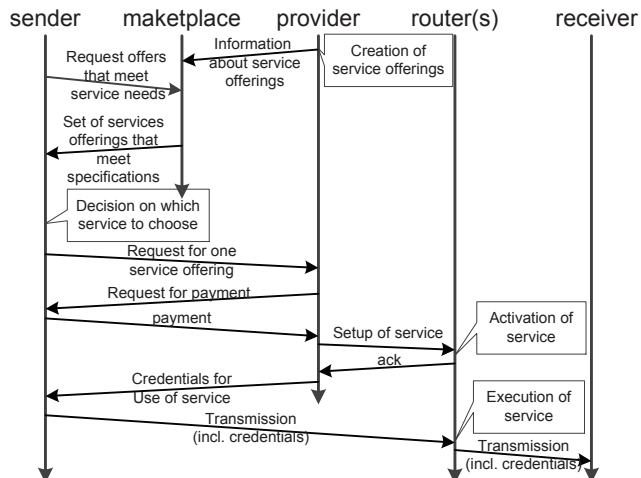 sender maketplace provider router(s) receiver
Information
about service
offerings
Creation of
service offerings
Request offers
that meet
service needs
Set of services
offerings that
meet
specifications
Decision on which
service to choose
Request for one
service offering
Request for payment
payment
Setup of service
Activation of
service
ack
Credentials for
Use of service
Execution of
service
Transmission
(incl. credentials)
Transmission
(incl. credentials)